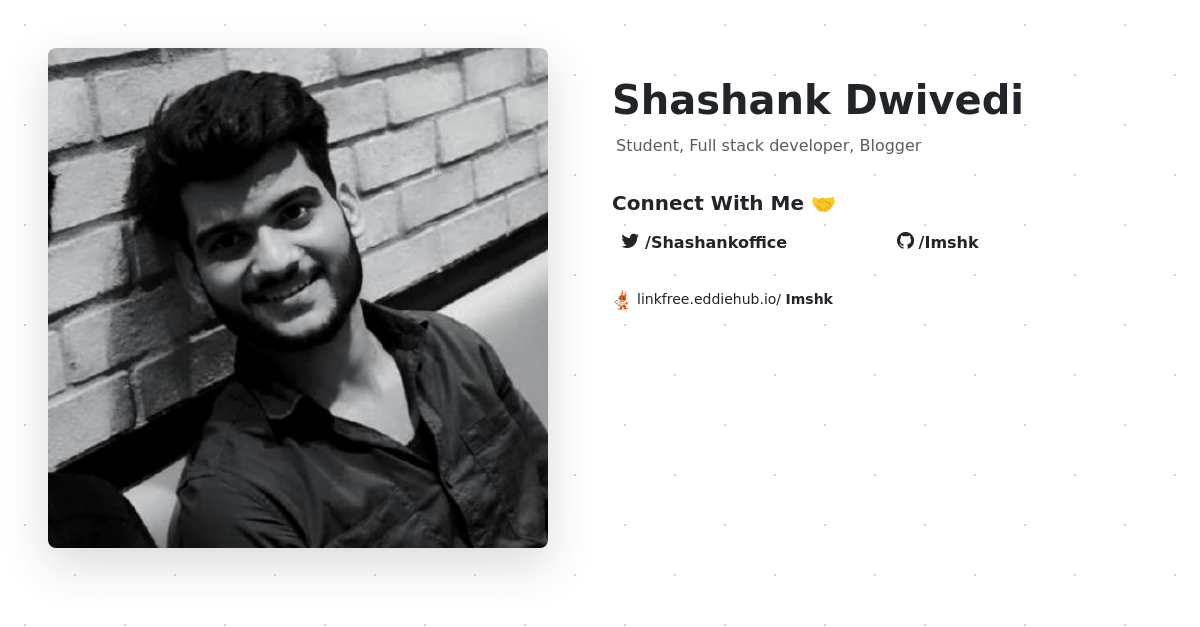 Shashank Dwivedi
Student, Full stack developer, Blogger
Connect With Me 🤝
/Shashankoffice /Imshk
linkfree.eddiehub.io/ Imshk